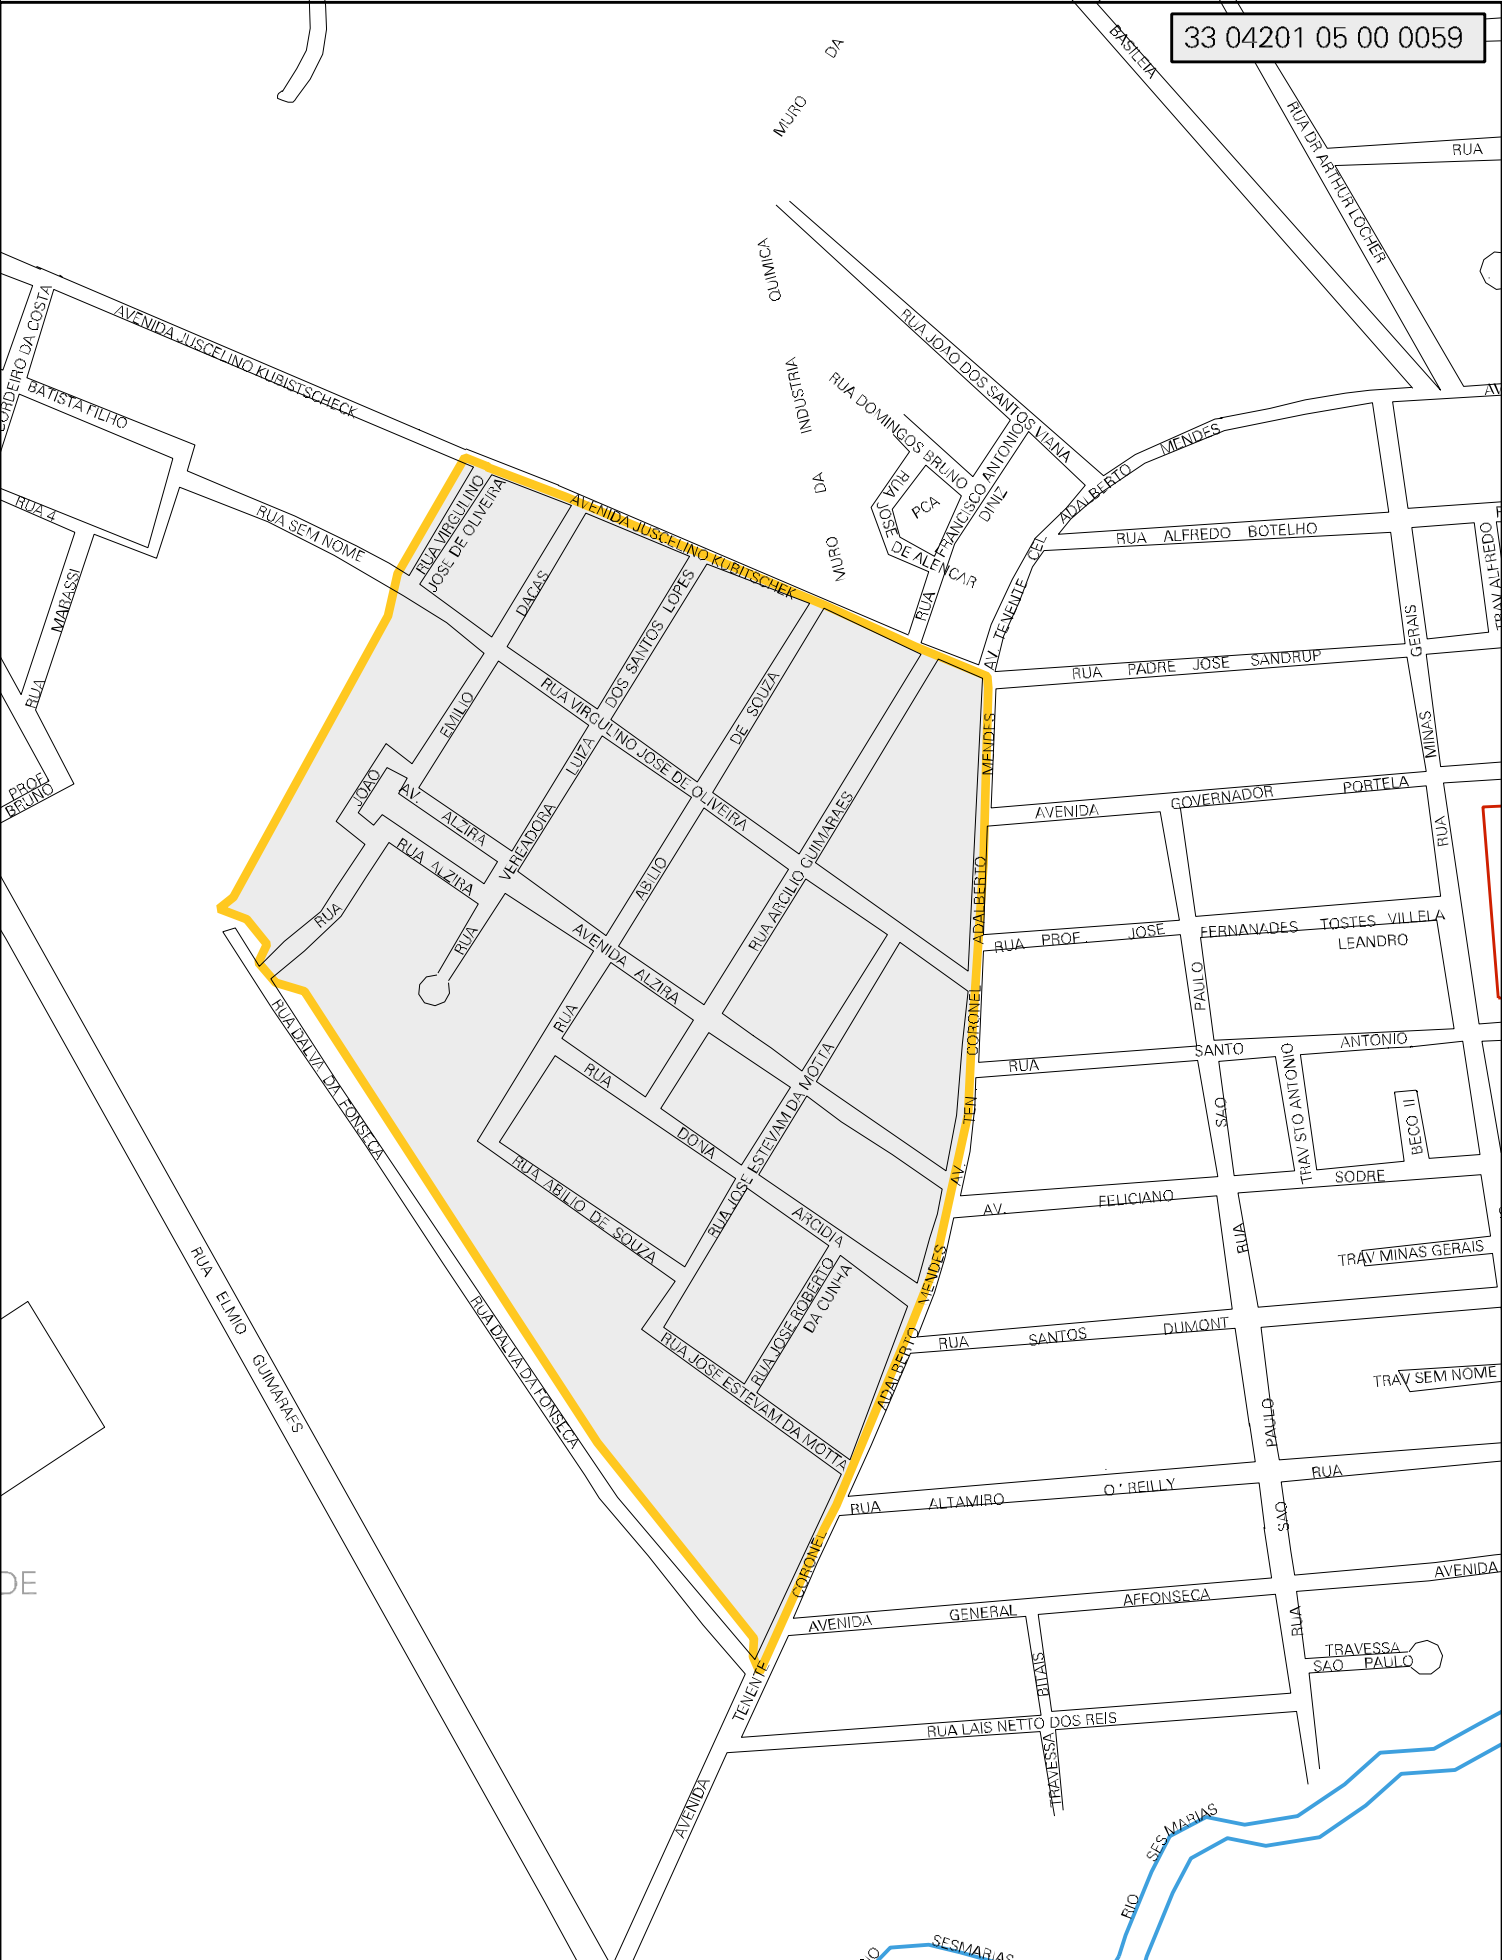 33 04201 05 00 0059
BASILEIA
DA
MURO
RUA DR ARTHUR LOCHER
RUA
QUIMICA
INDUSTRIA
DA
MURO
RUA JOAO DOS SANTOS VIANA
RUA DOMINGOS BRUNO
RUA JOSE
DE ALENCAR
PCA
RUA
FRANCISCO ANTONIO
DINIZ
AVENIDA JUSCELINO KUBISTSCHECK
CORDEIRO DA COSTA
BATISTA FILHO
RUA 4
RUA SEM NOME
RUA
MARASSI
PROF.
BRUNO
RUA VIRGULINO
JOSE DE OLIVEIRA
AVENIDA JUSCELINO KUBITSCHEK
AV. TENENTE CEL ADALBERTO MENDES
RUA ALFREDO BOTELHO
TRAV ALFREDO
RUA PADRE JOSE SANDRUP
GERAIS
MINAS
RUA
DACAS
EMILIO
JOAO
RUA
DOS SANTOS LOPES
LUIZA
VEREADORA
RUA
DE SOUZA
ABILIO
RUA
RUA VIRGULINO JOSE DE OLIVEIRA
RUA ARCILIO GUIMARAES
AV.
ALZIRA
RUA ALZIRA
AVENIDA ALZIRA
MENDES
ADALBERTO
CORONEL
TEN.
AV.
AVENIDA GOVERNADOR PORTELA
RUA PROF. JOSE FERNANADES TOSTES VILLELA
LEANDRO
PAULO
SAO
RUA
RUA SANTO ANTONIO
TRAV STO ANTONIO
BECO II
RUA DALVA DA FONSECA
RUA DONA ARCIDIA
RUA JOSE ESTEVAM DA MOTTA
RUA ABILIO DE SOUZA
AV. FELICIANO SODRE
TRAV MINAS GERAIS
RUA ELMIO GUIMARAES
RUA DALVA DA FONSECA
RUA JOSE ROBERTO
DA CUNHA
RUA JOSE ESTEVAM DA MOTTA
MENDES
ADALBERTO
CORONEL
TENENTE
AVENIDA
RUA SANTOS DUMONT
TRAV SEM NOME
PAULO
SAO
RUA
RUA ALTAMIRO O'REILLY
RUA
DE
AVENIDA GENERAL AFFONSECA
AVENIDA
TRAVESSA
SAO PAULO
BITAIS
TRAVESSA
RUA LAIS NETTO DOS REIS
RIO SESMARIAS
SESMARIAS